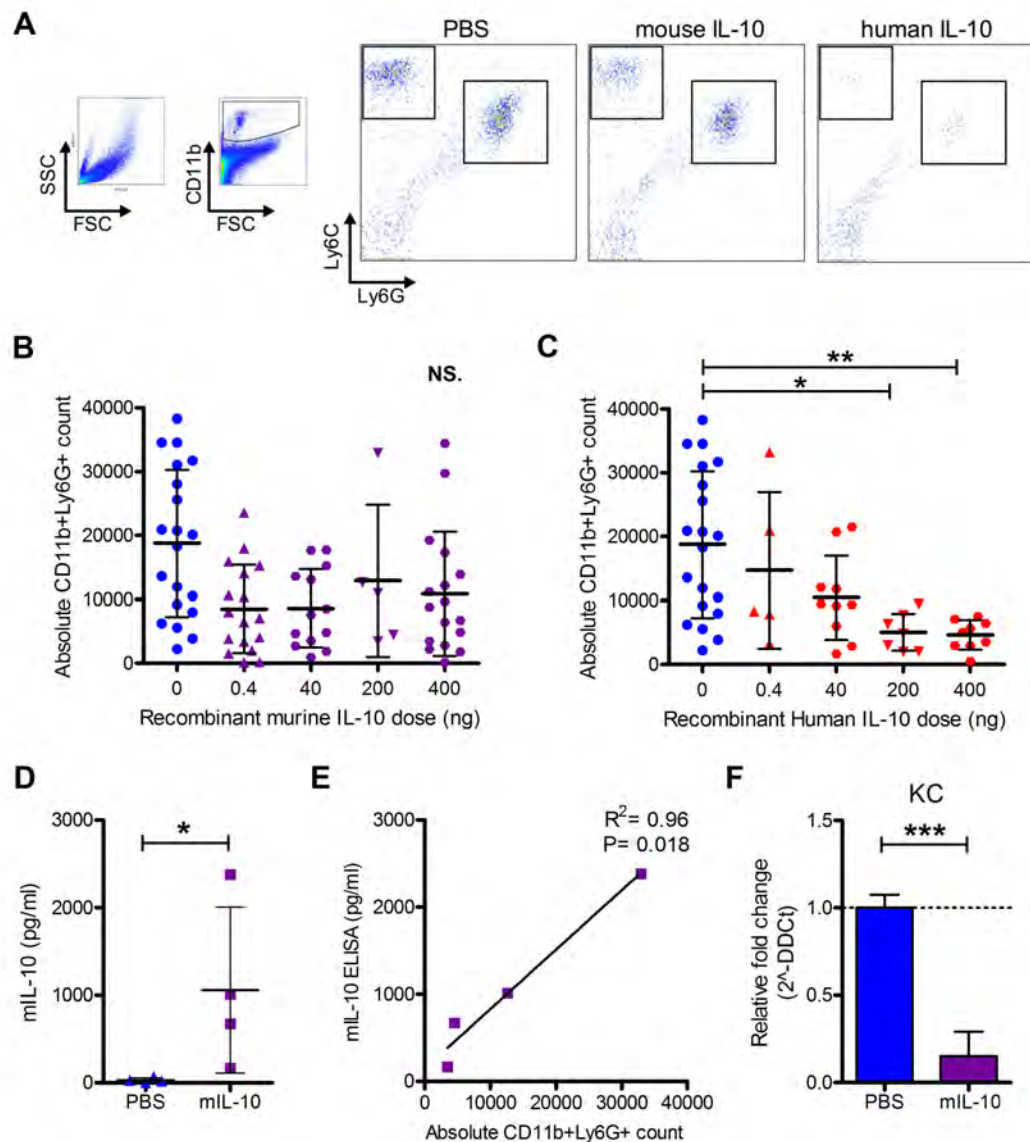 A
PBS
mouse IL-10
human IL-10
SSC
FSC
CD11b
FSC
Ly6C
Ly6G
B
NS.
Absolute CD11b+Ly6G+ count
40000
30000
20000
10000
0
0 0.4 40 200 400
Recombinant murine IL-10 dose (ng)
C
**
*
Absolute CD11b+Ly6G+ count
40000
30000
20000
10000
0
0 0.4 40 200 400
Recombinant Human IL-10 dose (ng)
D
*
mIL-10 (pg/ml)
3000
2000
1000
0
PBS mIL-10
E
R²= 0.96
P= 0.018
mIL-10 ELISA (pg/ml)
3000
2000
1000
0
0 10000 20000 30000 40000
Absolute CD11b+Ly6G+ count
F
KC
***
Relative fold change
(2^-DDCt)
1.5
1.0
0.5
0.0
PBS mIL-10